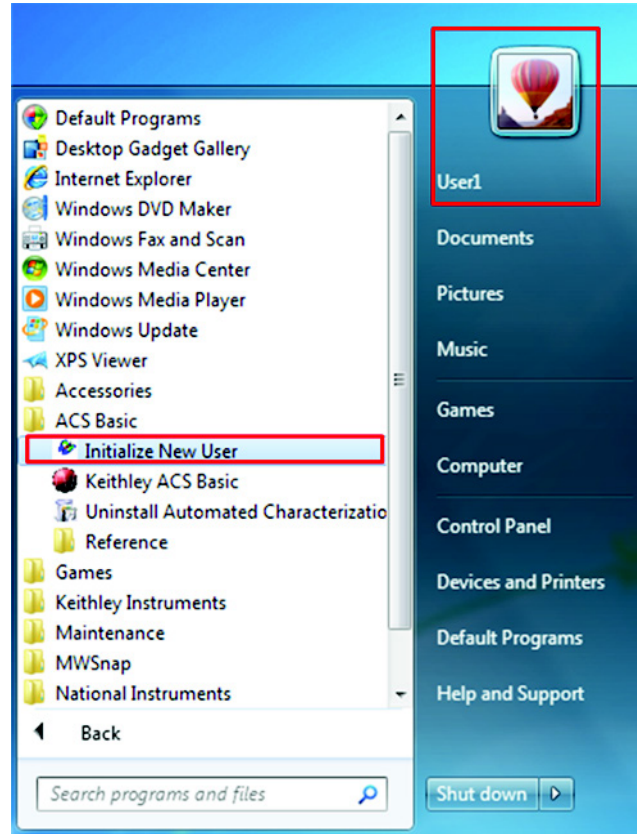 Default Programs
Desktop Gadget Gallery
Internet Explorer
Windows DVD Maker
Windows Fax and Scan
Windows Media Center
Windows Media Player
Windows Update
XPS Viewer
Accessories
ACS Basic
Initialize New User
Keithley ACS Basic
Uninstall Automated Characterizatio
Reference
Games
Keithley Instruments
Maintenance
MWSnap
National Instruments
Back
Search programs and files
User1
Documents
Pictures
Music
Games
Computer
Control Panel
Devices and Printers
Default Programs
Help and Support
Shut down